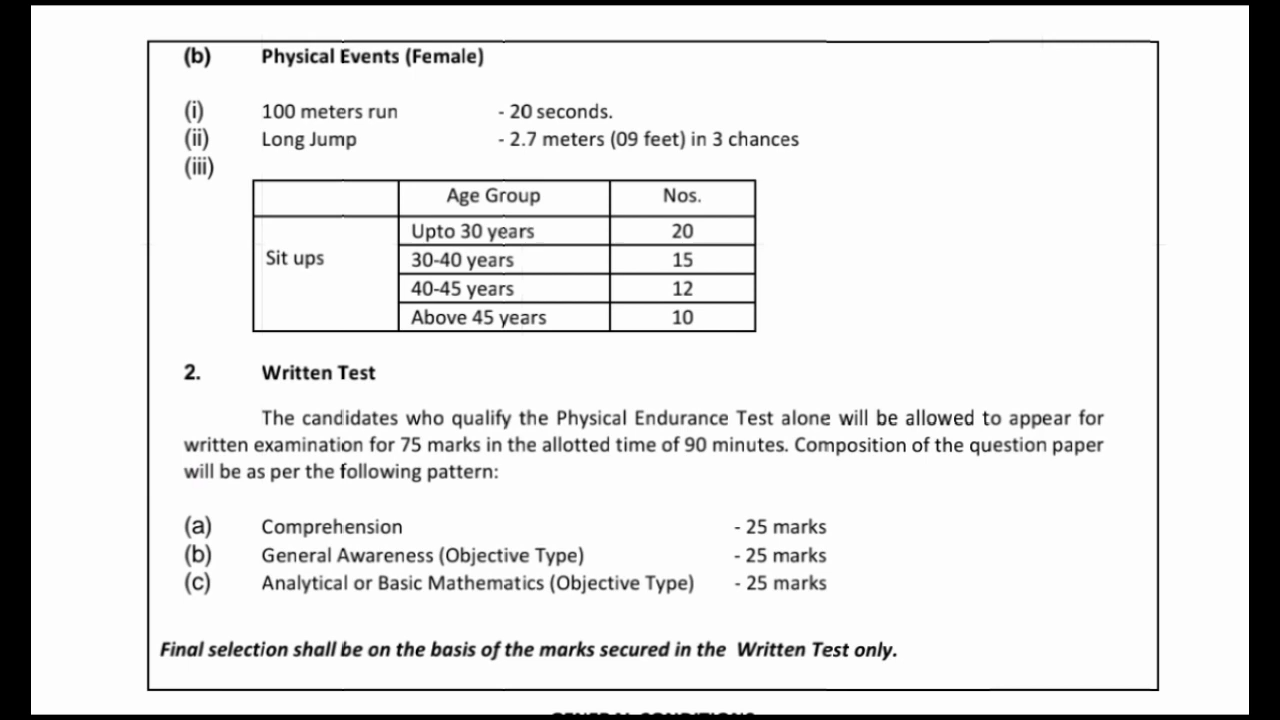 (b) Physical Events (Female)
(i) 100 meters run - 20 seconds.
(ii) Long Jump - 2.7 meters (09 feet) in 3 chances
(iii)
Age Group Nos.
Upto 30 years 20
Sit ups 30-40 years 15
40-45 years 12
Above 45 years 10
2. Written Test
The candidates who qualify the Physical Endurance Test alone will be allowed to appear for
written examination for 75 marks in the allotted time of 90 minutes. Composition of the question paper
will be as per the following pattern:
(a) Comprehension - 25 marks
(b) General Awareness (Objective Type) - 25 marks
(c) Analytical or Basic Mathematics (Objective Type) - 25 marks
Final selection shall be on the basis of the marks secured in the Written Test only.